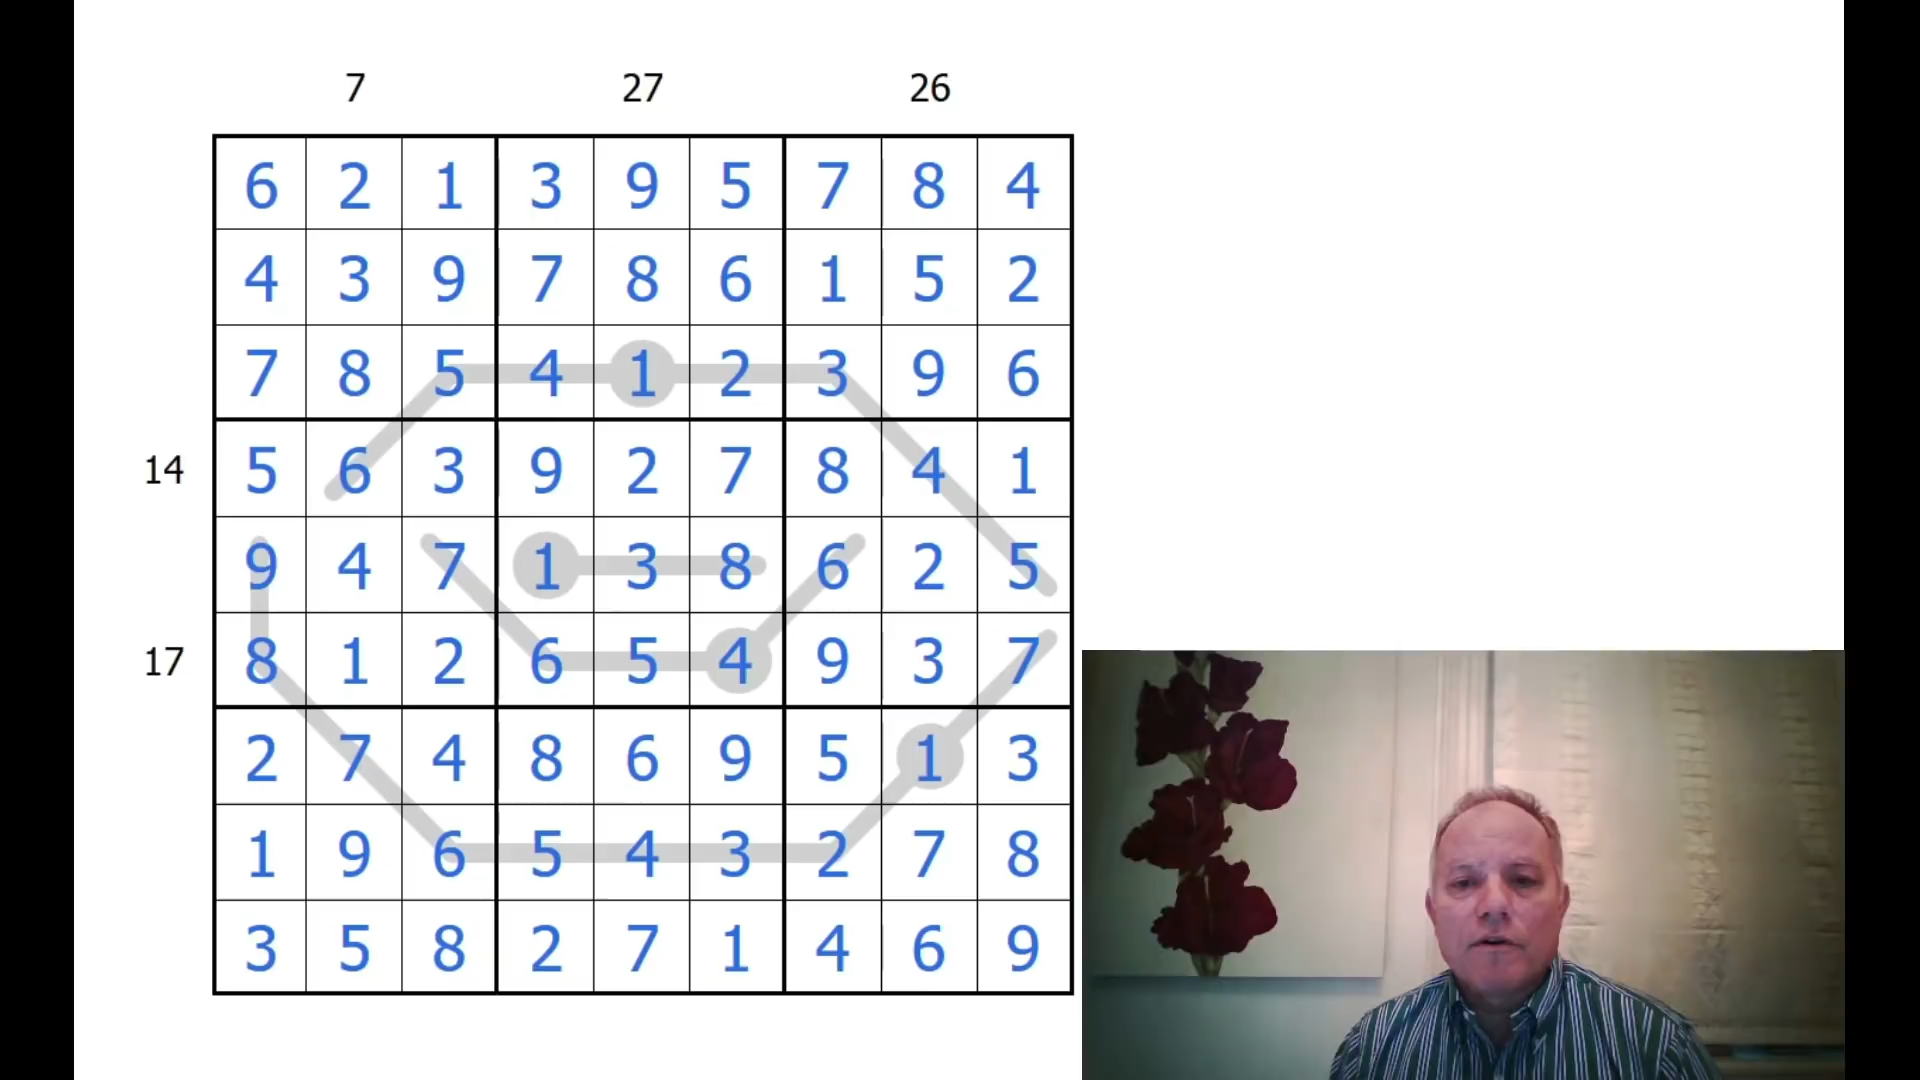 7 27 26
6 2 1 3 9 5 7 8 4
4 3 9 7 8 6 1 5 2
7 8 5 4 1 2 3 9 6
14 5 6 3 9 2 7 8 4 1
9 4 7 1 3 8 6 2 5
17 8 1 2 6 5 4 9 3 7
2 7 4 8 6 9 5 1 3
1 9 6 5 4 3 2 7 8
3 5 8 2 7 1 4 6 9